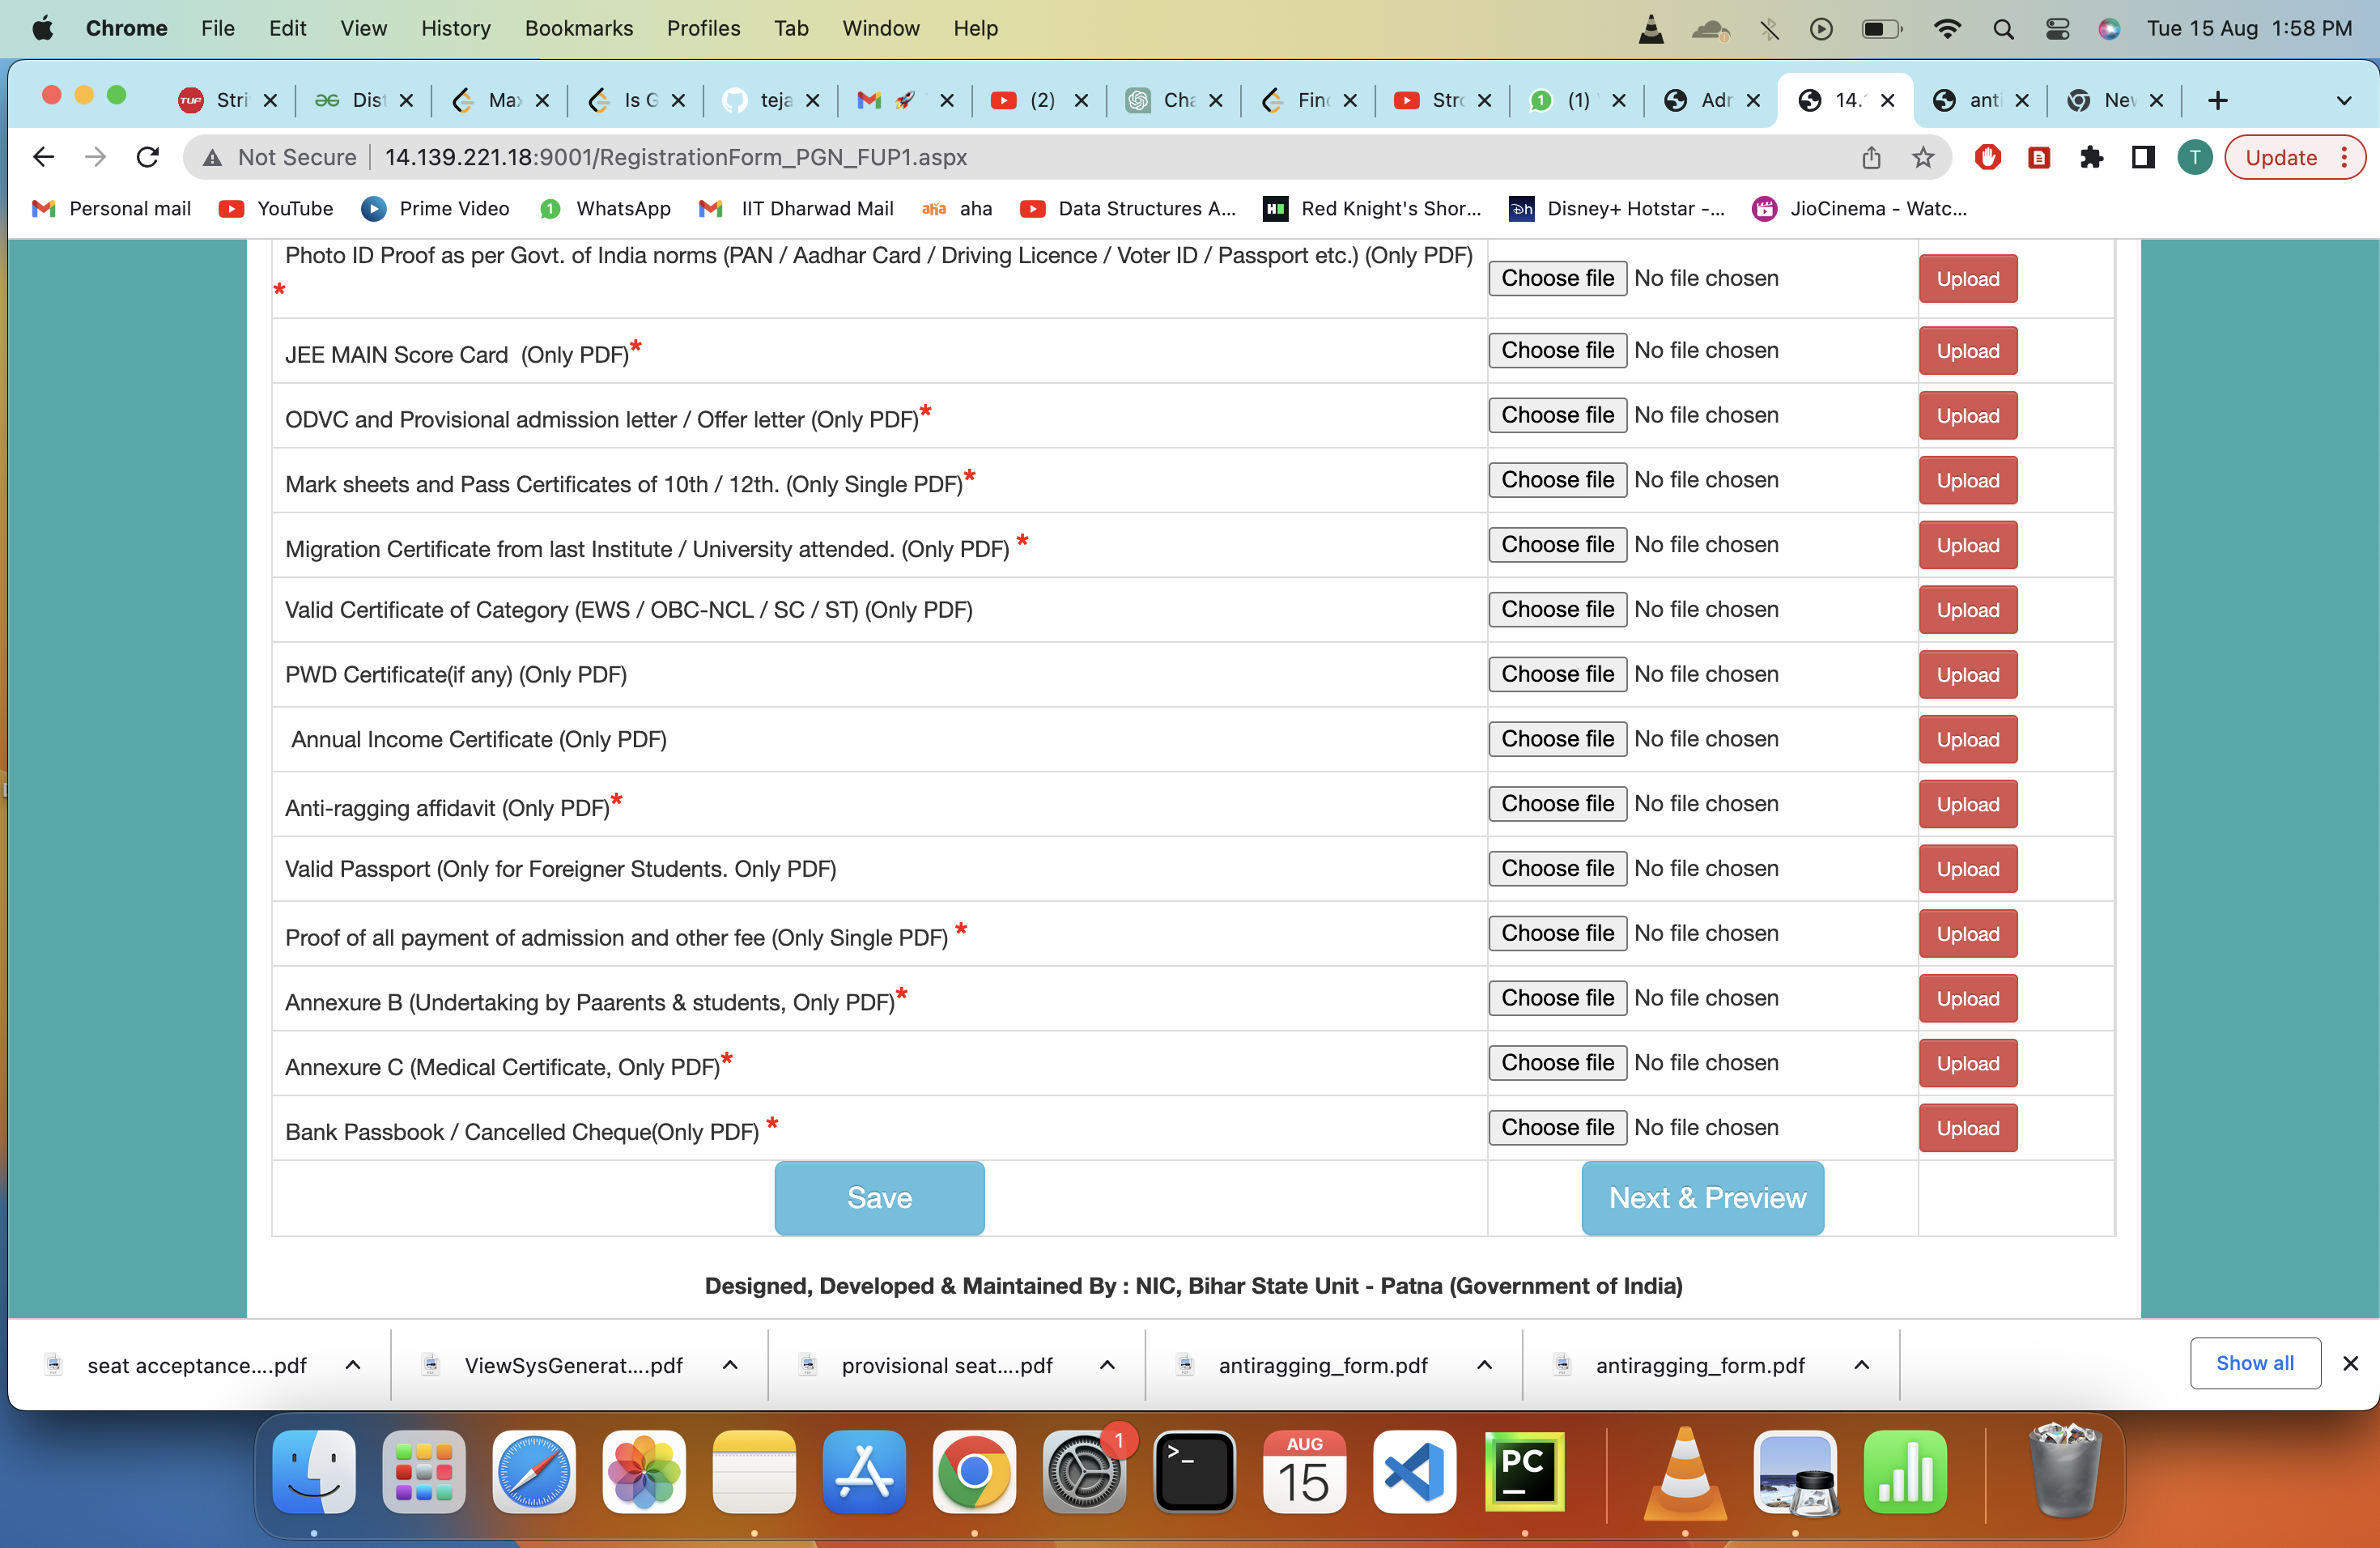 Chrome File Edit View History Bookmarks Profiles Tab Window Help Tue 15 Aug 1:58 PM
TUF Stri Dist Max Is G teja (2) Cha Find Stro 1 (1) Adr 14. anti New
Not Secure 14.139.221.18:9001/RegistrationForm_PGN_FUP1.aspx T Update
Personal mail YouTube Prime Video 1 WhatsApp IIT Dharwad Mail aha aha Data Structures A... Red Knight's Shor... Disney+ Hotstar -... JioCinema - Watc...
Photo ID Proof as per Govt. of India norms (PAN / Aadhar Card / Driving Licence / Voter ID / Passport etc.) (Only PDF)
* Choose file No file chosen Upload
JEE MAIN Score Card (Only PDF)* Choose file No file chosen Upload
ODVC and Provisional admission letter / Offer letter (Only PDF)* Choose file No file chosen Upload
Mark sheets and Pass Certificates of 10th / 12th. (Only Single PDF)* Choose file No file chosen Upload
Migration Certificate from last Institute / University attended. (Only PDF) * Choose file No file chosen Upload
Valid Certificate of Category (EWS / OBC-NCL / SC / ST) (Only PDF) Choose file No file chosen Upload
PWD Certificate(if any) (Only PDF) Choose file No file chosen Upload
Annual Income Certificate (Only PDF) Choose file No file chosen Upload
Anti-ragging affidavit (Only PDF)* Choose file No file chosen Upload
Valid Passport (Only for Foreigner Students. Only PDF) Choose file No file chosen Upload
Proof of all payment of admission and other fee (Only Single PDF) * Choose file No file chosen Upload
Annexure B (Undertaking by Paarents & students, Only PDF)* Choose file No file chosen Upload
Annexure C (Medical Certificate, Only PDF)* Choose file No file chosen Upload
Bank Passbook / Cancelled Cheque(Only PDF) * Choose file No file chosen Upload
Save Next & Preview
Designed, Developed & Maintained By : NIC, Bihar State Unit - Patna (Government of India)
seat acceptance....pdf ViewSysGenerat....pdf provisional seat....pdf antiragging_form.pdf antiragging_form.pdf Show all
1
AUG
15
PC